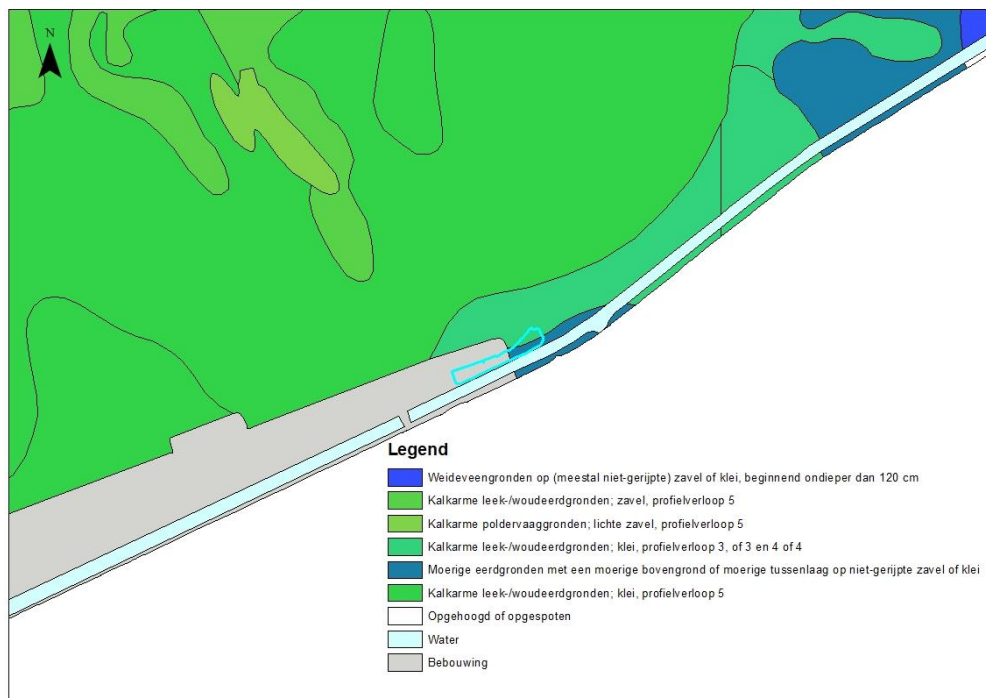 N
Legend
Weideveengronden op (meestal niet-gerijpte) zavel of klei, beginnend ondieper dan 120 cm
Kalkarme leek-/woudeerdgronden; zavel, profielverloop 5
Kalkarme poldervaaggronden; lichte zavel, profielverloop 5
Kalkarme leek-/woudeerdgronden; klei, profielverloop 3, of 3 en 4 of 4
Moerige eerdgronden met een moerige bovengrond of moerige tussenlaag op niet-gerijpte zavel of klei
Kalkarme leek-/woudeerdgronden; klei, profielverloop 5
Opgehoogd of opgespoten
Water
Bebouwing